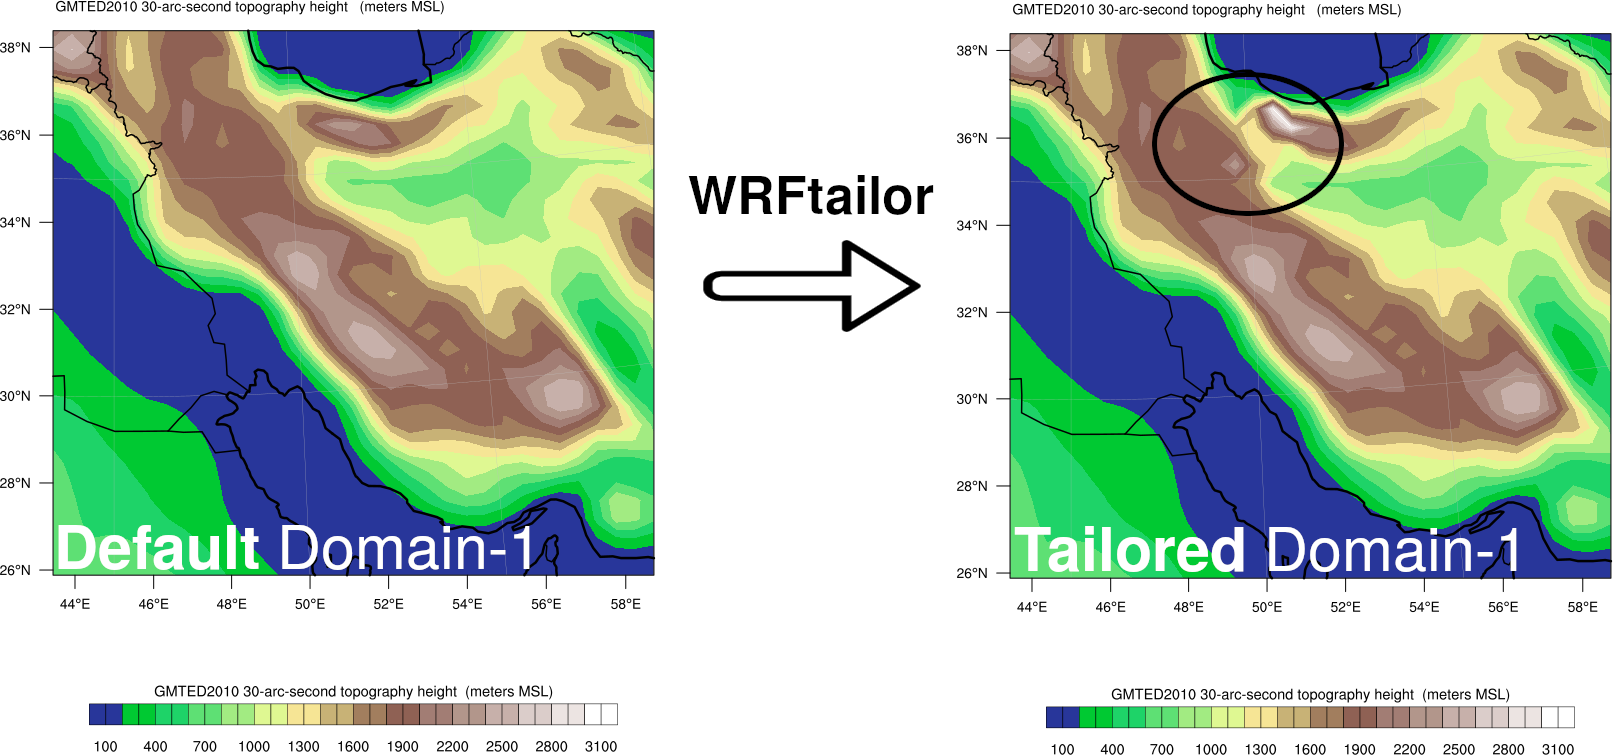 GMTED2010 30-arc-second topography height (meters MSL)
38°N
36°N
34°N
32°N
30°N
28°N
26°N
Default Domain-1
44°E 46°E 48°E 50°E 52°E 54°E 56°E 58°E
GMTED2010 30-arc-second topography height (meters MSL)
100 400 700 1000 1300 1600 1900 2200 2500 2800 3100
WRFtailor
GMTED2010 30-arc-second topography height (meters MSL)
38°N
36°N
34°N
32°N
30°N
28°N
26°N
Tailored Domain-1
44°E 46°E 48°E 50°E 52°E 54°E 56°E 58°E
GMTED2010 30-arc-second topography height (meters MSL)
100 400 700 1000 1300 1600 1900 2200 2500 2800 3100